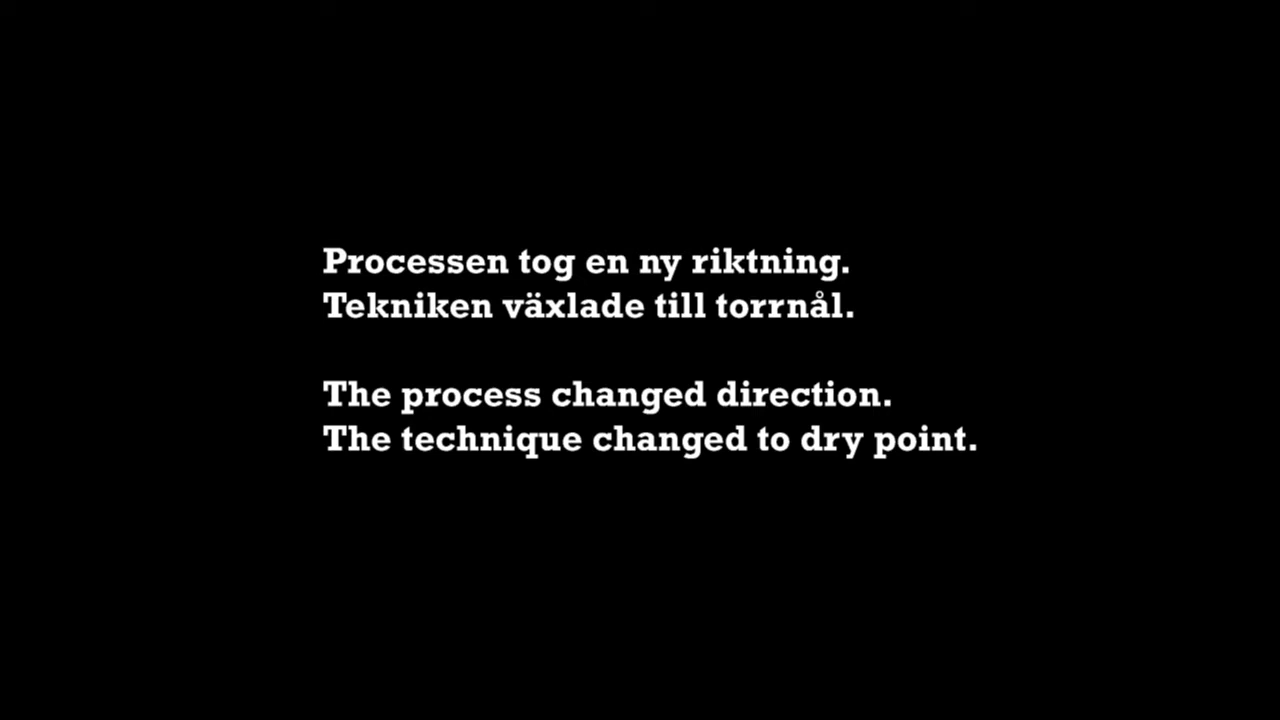 Processen tog en ny riktning.
Tekniken växlade till torrnål.
The process changed direction.
The technique changed to dry point.